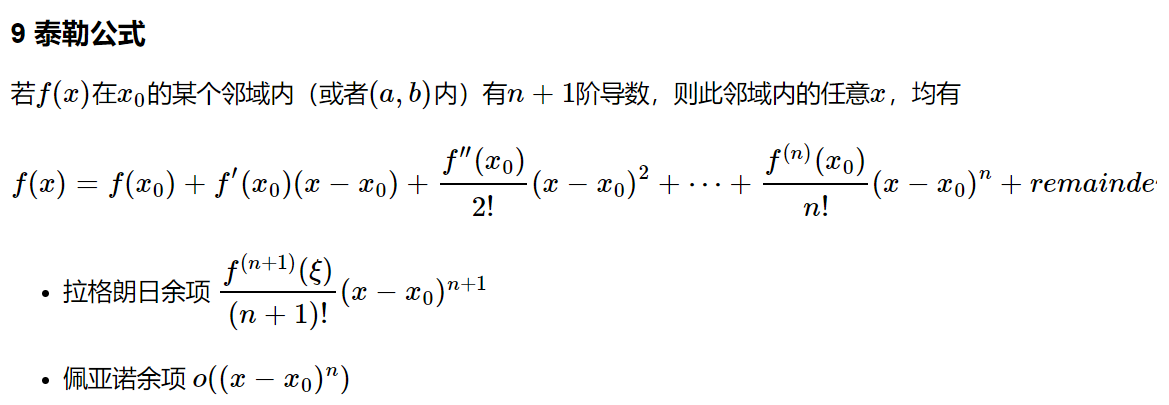 9 泰勒公式
若f(x)在x₀的某个邻域内（或者(a, b)内）有n + 1阶导数，则此邻域内的任意x，均有
f(x) = f(x₀) + f′(x₀)(x − x₀) + \frac{f″(x₀)}{2!}(x − x₀)² + ⋯ + \frac{f⁽ⁿ⁾(x₀)}{n!}(x − x₀)ⁿ + remainde
• 拉格朗日余项 \frac{f⁽ⁿ⁺¹⁾(ξ)}{(n + 1)!}(x − x₀)ⁿ⁺¹
• 佩亚诺余项 o((x − x₀)ⁿ)